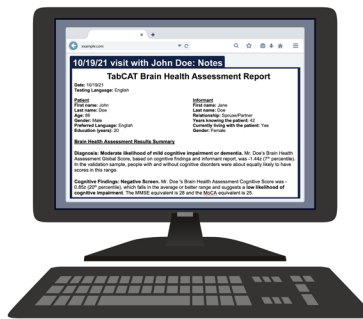 example.com
10/19/21 visit with John Doe: Notes
TabCAT Brain Health Assessment Report
Date: 10/19/21
Testing Language: English
Patient
First name: John
Last name: Doe
Age: 86
Gender: Male
Preferred Language: English
Education (years): 20
Informant
First name: Jane
Last name: Doe
Relationship: Spouse/Partner
Years knowing the patient: 42
Currently living with the patient: Yes
Gender: Female
Brain Health Assessment Results Summary
Diagnosis: Moderate likelihood of mild cognitive impairment or dementia. Mr. Doe's Brain Health
Assessment Global Score, based on cognitive findings and informant report, was -1.44z (7th percentile).
In the validation sample, people with and without cognitive disorders were about equally likely to have
scores in this range.
Cognitive Findings: Negative Screen. Mr. Doe 's Brain Health Assessment Cognitive Score was -
0.85z (20th percentile), which falls in the average or better range and suggests a low likelihood of
cognitive impairment. The MMSE equivalent is 28 and the MoCA equivalent is 25.